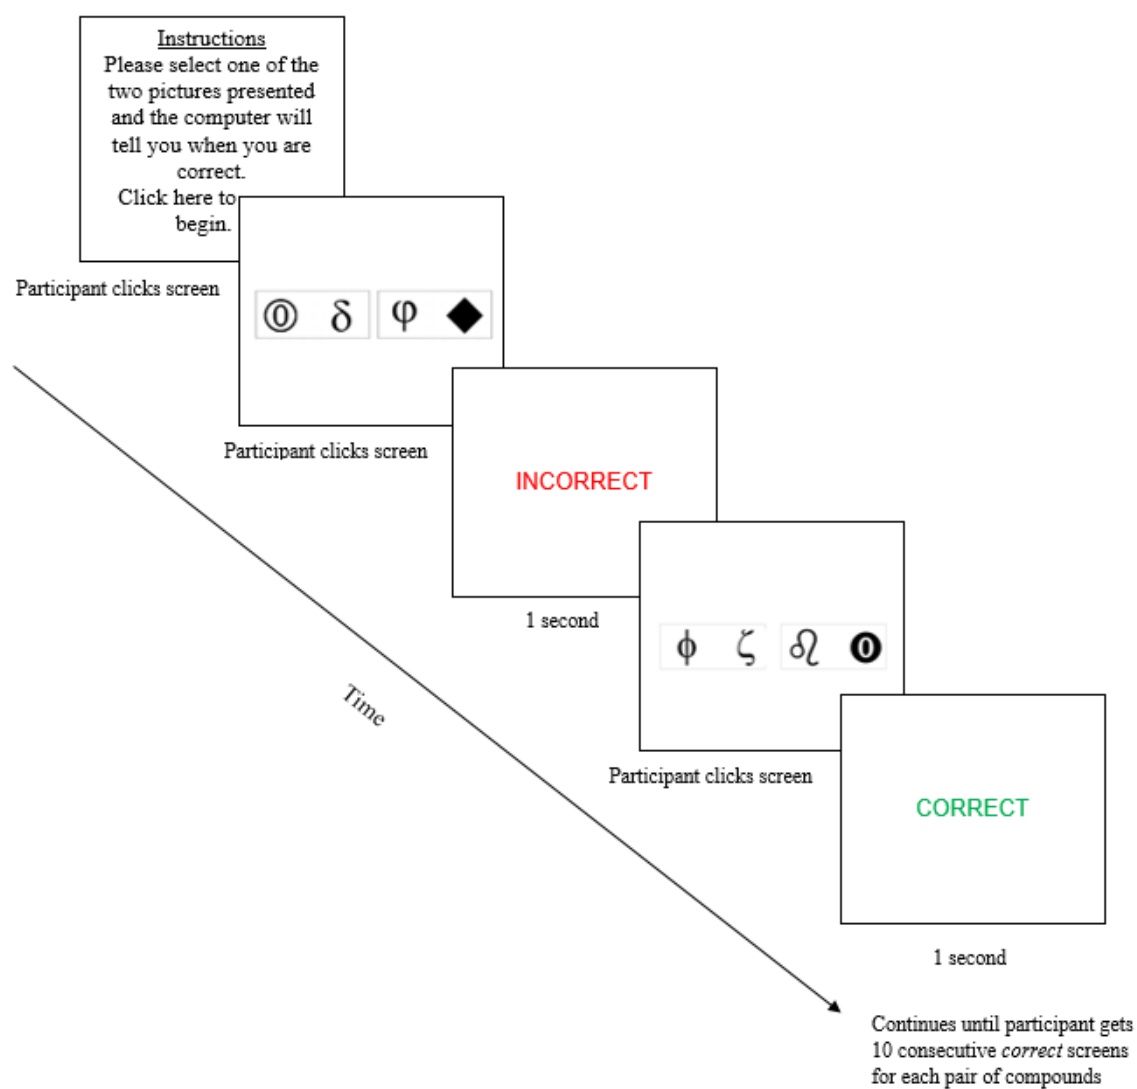 Instructions
Please select one of the
two pictures presented
and the computer will
tell you when you are
correct.
Click here to
begin.
Participant clicks screen
⓪ δ φ ◆
Participant clicks screen
INCORRECT
1 second
ϕ ζ ♌ ⓿
Participant clicks screen
CORRECT
1 second
Time
Continues until participant gets
10 consecutive correct screens
for each pair of compounds